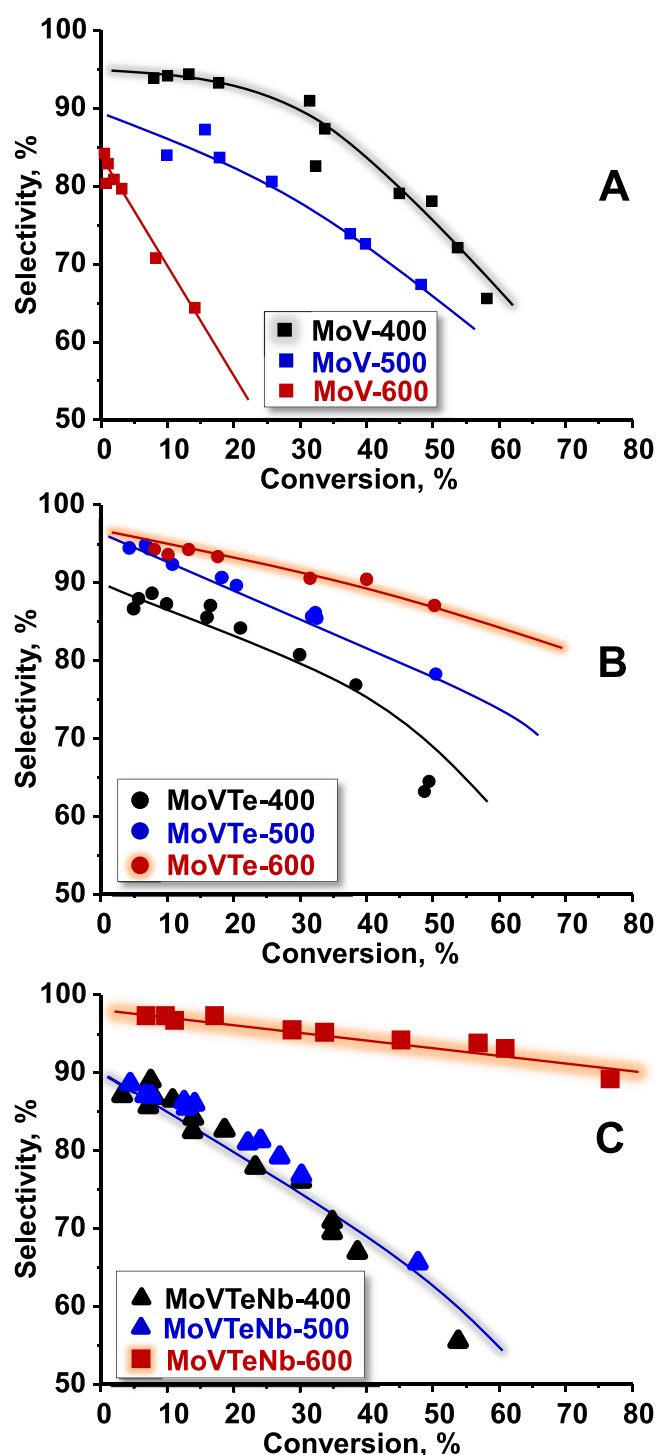 100
90
80
70
60
50
Selectivity, %
A
MoV-400
MoV-500
MoV-600
0 10 20 30 40 50 60 70 80
Conversion, %
100
90
80
70
60
50
Selectivity, %
B
MoVTe-400
MoVTe-500
MoVTe-600
0 10 20 30 40 50 60 70 80
Conversion, %
100
90
80
70
60
50
Selectivity, %
C
MoVTeNb-400
MoVTeNb-500
MoVTeNb-600
0 10 20 30 40 50 60 70 80
Conversion, %